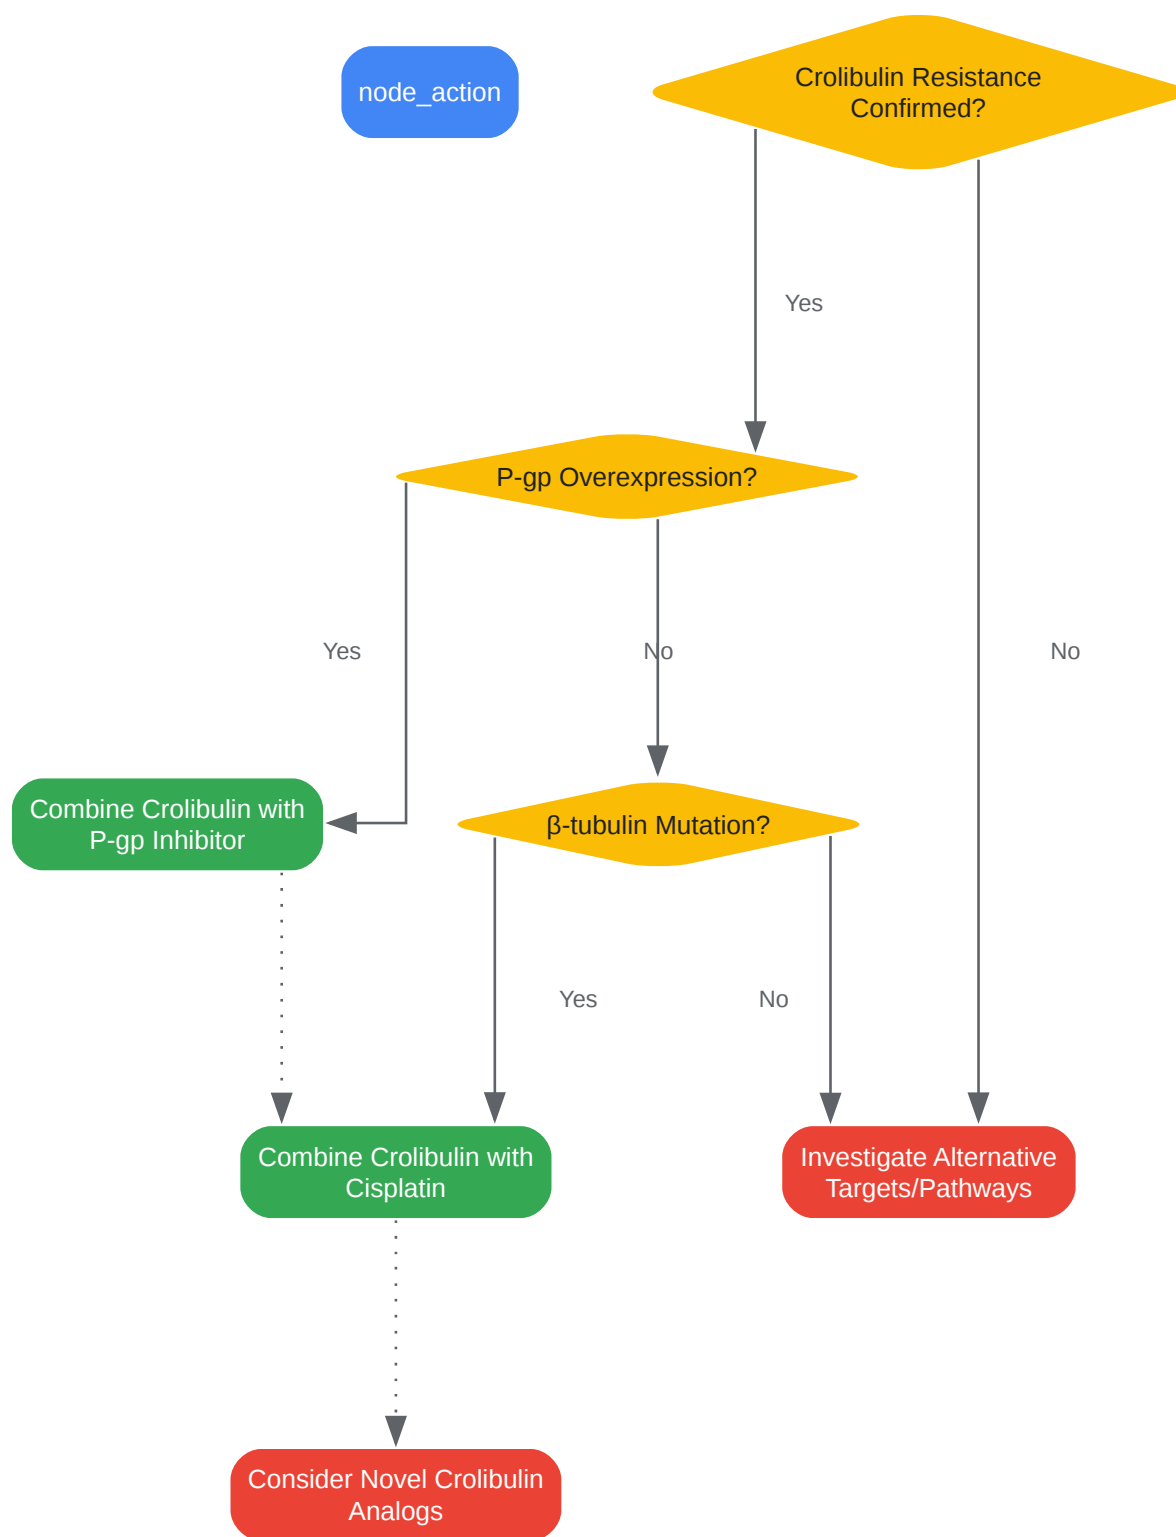 node_action
Crolibulin Resistance
Confirmed?
Yes
P-gp Overexpression?
Yes
No
No
Combine Crolibulin with
P-gp Inhibitor
β-tubulin Mutation?
Yes
No
Combine Crolibulin with
Cisplatin
Investigate Alternative
Targets/Pathways
Consider Novel Crolibulin
Analogs